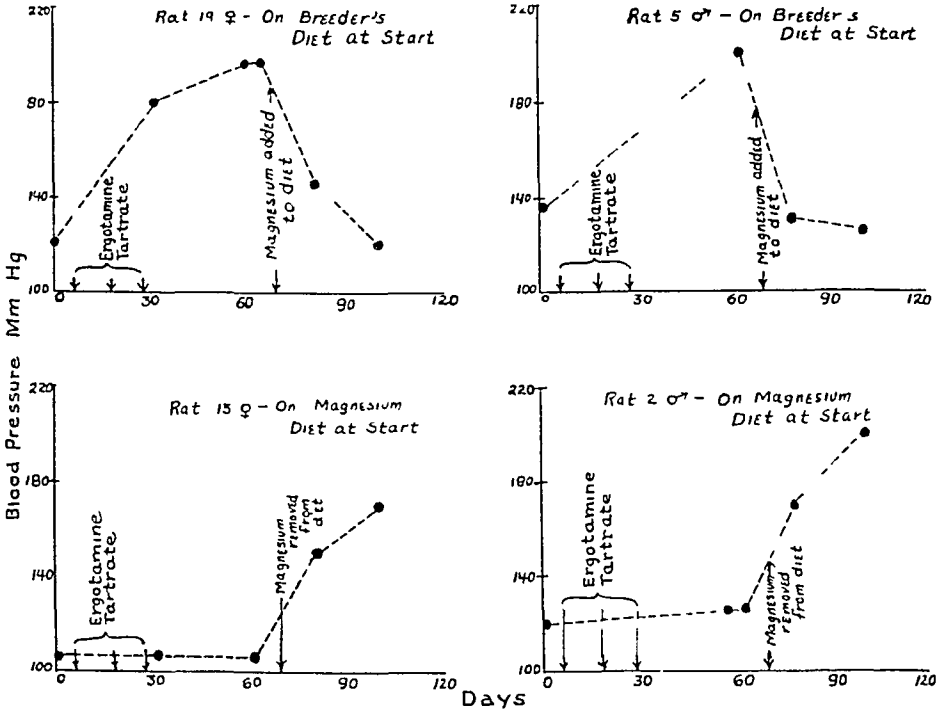 220
80
140
100
Rat 19 ♀ - On Breeder's
Diet at Start
Ergotamine
Tartrate
Magnesium added
to diet
0 30 60 90 120
220
180
140
100
Rat 5 ♂ - On Breeder s
Diet at Start
Ergotamine
Tartrate
Magnesium added
to diet
0 30 60 90 120
Blood Pressure Mm Hg
220
180
140
100
Rat 13 ♀ - On Magnesium
Diet at Start
Ergotamine
Tartrate
Magnesium
removed
from
diet
0 30 60 90 120
220
180
140
100
Rat 2 ♂ - On Magnesium
Diet at Start
Ergotamine
Tartrate
Magnesium
removed
from diet
0 30 60 90 120
Days